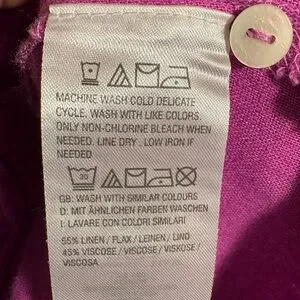 MACHINE WASH COLD DELICATE
CYCLE. WASH WITH LIKE COLORS.
ONLY NON-CHLORINE BLEACH WHEN
NEEDED. LINE DRY . LOW IRON IF
NEEDED
30
GB: WASH WITH SIMILAR COLOURS
D: MIT ÄHNLICHEN FARBEN WASCHEN
I: LAVARE CON COLORI SIMILARI
55% LINEN / FLAX / LEINEN / LINO
45% VISCOSE / VISCOSE / VISKOSE /
VISCOSA